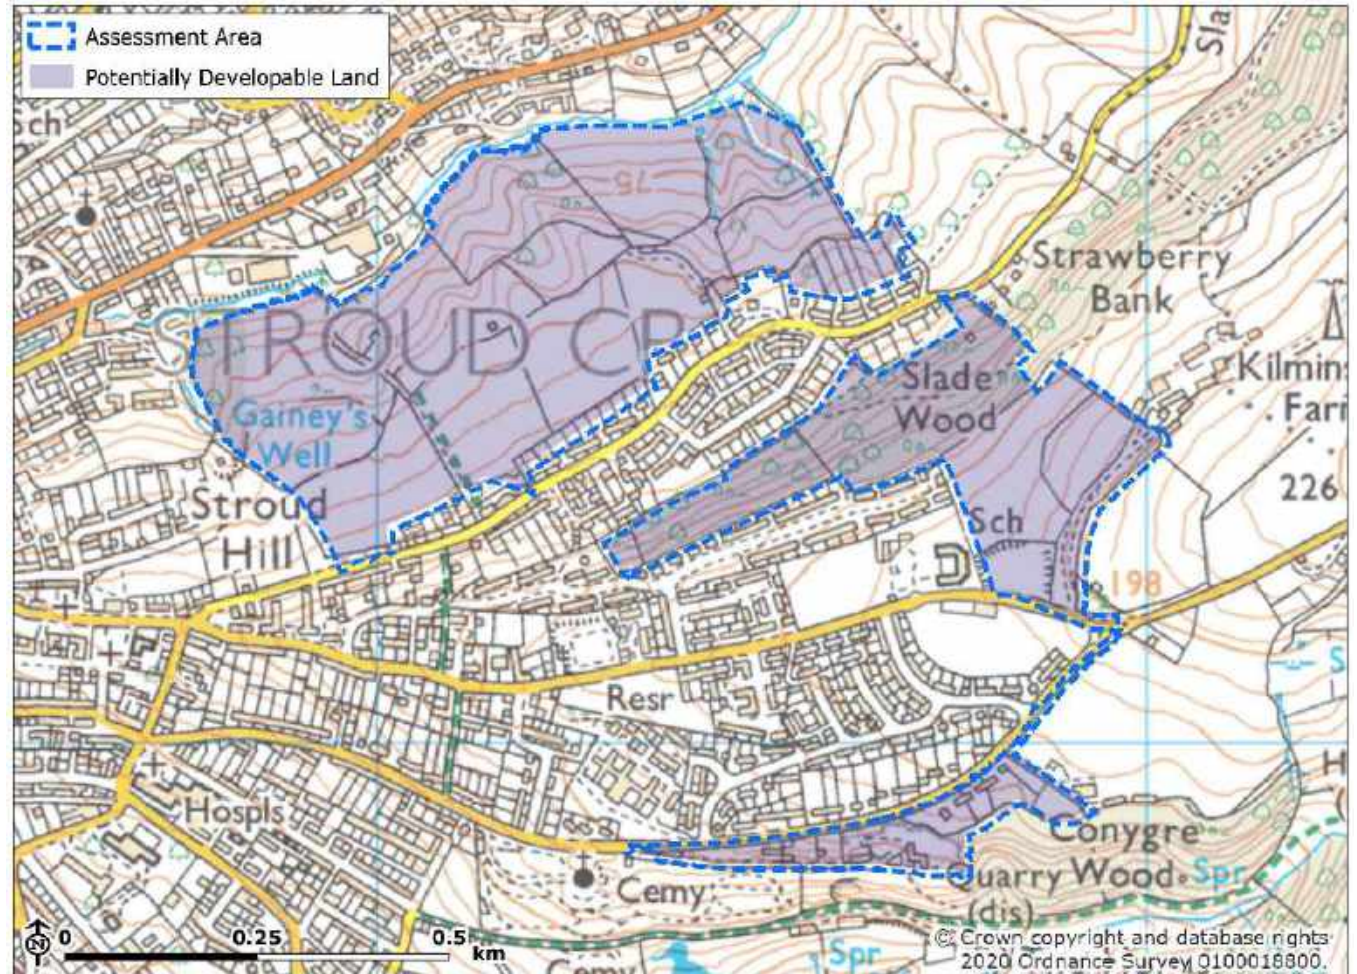 Assessment Area
Potentially Developable Land
Sch
75
Strawberry
Bank
STROUD CP
Slade
Wood
Gainey's
Well
Stroud
Hill
Farm
226
Sch
198
Resr
Hospls
Conygre
Wood
Quarry
(dis)
Spr
Cemy
Spr
Cemy
0 0.25 0.5
km
N
© Crown copyright and database rights
2020 Ordnance Survey 0100018800.